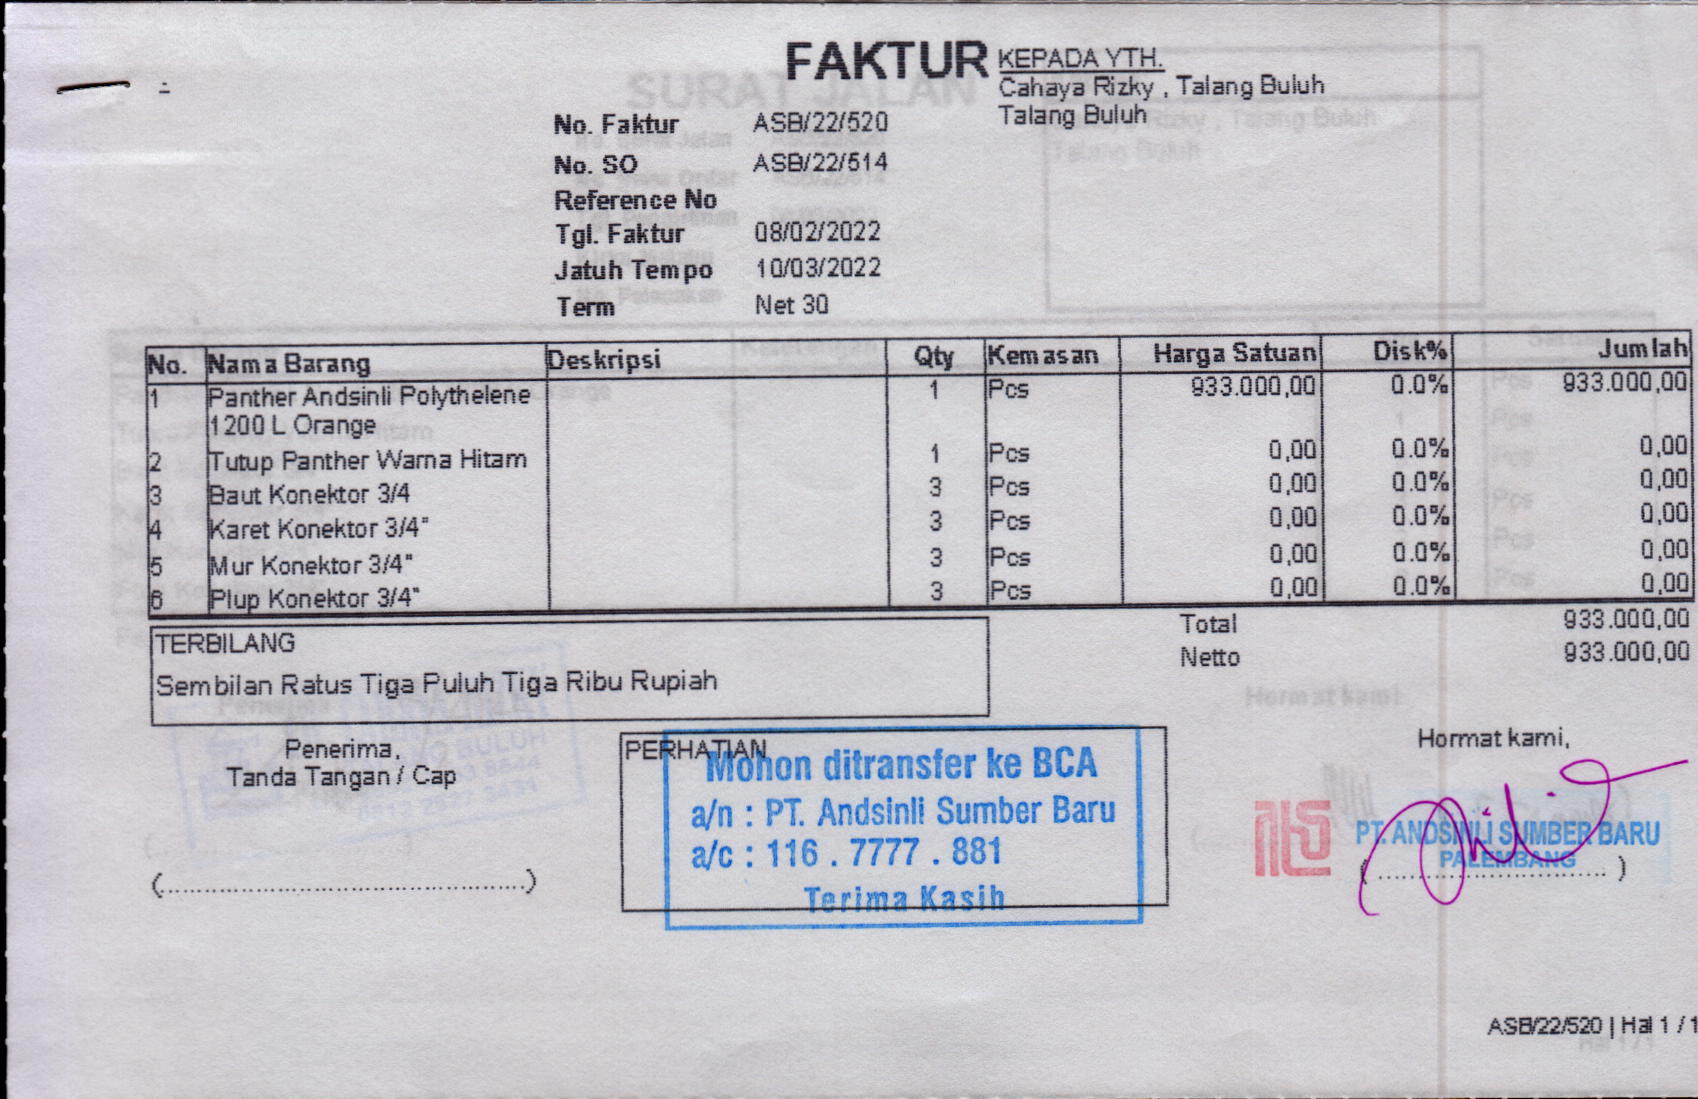 FAKTUR
KEPADA YTH.
Cahaya Rizky , Talang Buluh
Talang Buluh
No. Faktur ASB/22/520
No. SO ASB/22/514
Reference No
Tgl. Faktur 08/02/2022
Jatuh Tempo 10/03/2022
Term Net 30
No. Nama Barang Deskripsi Qty Kemasan Harga Satuan Disk% Jumlah
1 Panther Andsinli Polythelene 1 Pcs 933.000,00 0.0% 933.000,00
1200 L Orange
2 Tutup Panther Warna Hitam 1 Pcs 0,00 0.0% 0,00
3 Baut Konektor 3/4 3 Pcs 0,00 0.0% 0,00
4 Karet Konektor 3/4" 3 Pcs 0,00 0.0% 0,00
5 Mur Konektor 3/4" 3 Pcs 0,00 0.0% 0,00
6 Plup Konektor 3/4" 3 Pcs 0,00 0.0% 0,00
Total 933.000,00
Netto 933.000,00
TERBILANG
Sembilan Ratus Tiga Puluh Tiga Ribu Rupiah
Penerima,
Tanda Tangan / Cap
(................................................)
PERHATIAN
Mohon ditransfer ke BCA
a/n : PT. Andsinli Sumber Baru
a/c : 116 . 7777 . 881
Terima Kasih
Hormat kami,
PT. ANDSINLI SUMBER BARU
PALEMBANG
( .............................. )
ASB/22/520 | Hal 1 / 1